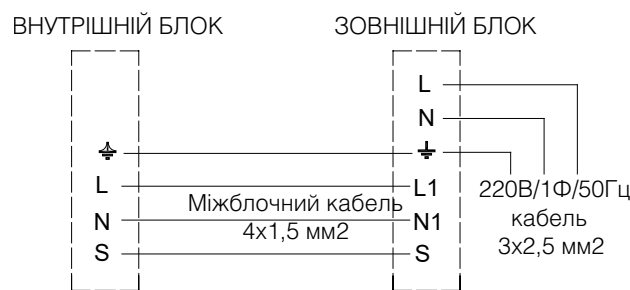 ВНУТРІШНІЙ БЛОК
ЗОВНІШНІЙ БЛОК
L
N
L
L1
220В/1Ф/50Гц
Міжблочний кабель
кабель
N
N1
4х1,5 мм2
3х2,5 мм2
S
S